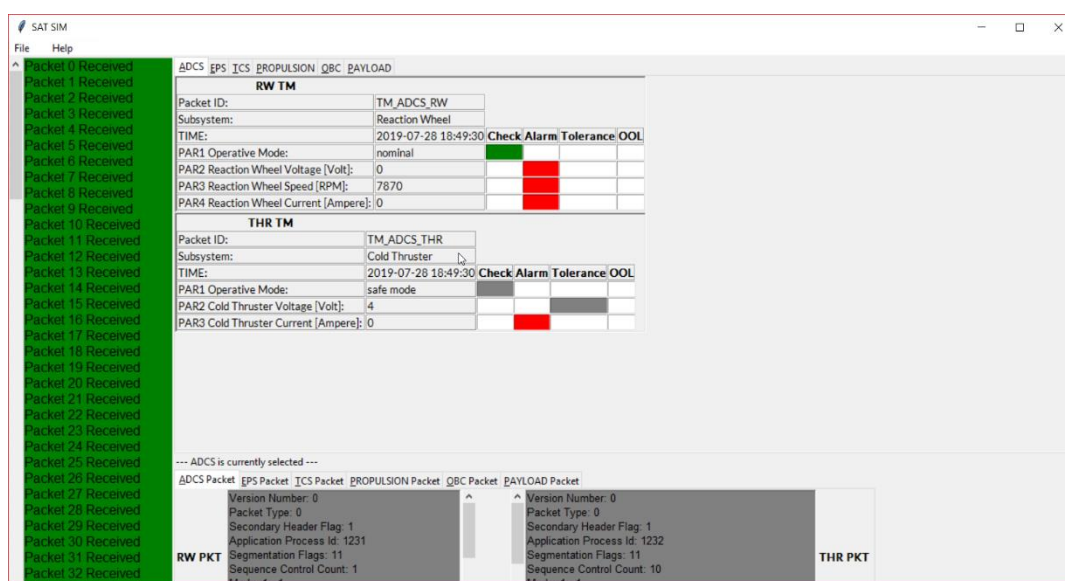 SAT SIM
File Help
Packet 0 Received
Packet 1 Received
Packet 2 Received
Packet 3 Received
Packet 4 Received
Packet 5 Received
Packet 6 Received
Packet 7 Received
Packet 8 Received
Packet 9 Received
Packet 10 Received
Packet 11 Received
Packet 12 Received
Packet 13 Received
Packet 14 Received
Packet 15 Received
Packet 16 Received
Packet 17 Received
Packet 18 Received
Packet 19 Received
Packet 20 Received
Packet 21 Received
Packet 22 Received
Packet 23 Received
Packet 24 Received
Packet 25 Received
Packet 26 Received
Packet 27 Received
Packet 28 Received
Packet 29 Received
Packet 30 Received
Packet 31 Received
Packet 32 Received
ADCS EPS TCS PROPULSION OBC PAYLOAD
RW TM
Packet ID: TM_ADCS_RW
Subsystem: Reaction Wheel
TIME: 2019-07-28 18:49:30 Check Alarm Tolerance OOL
PAR1 Operative Mode: nominal
PAR2 Reaction Wheel Voltage [Volt]: 0
PAR3 Reaction Wheel Speed [RPM]: 7870
PAR4 Reaction Wheel Current [Ampere]: 0
THR TM
Packet ID: TM_ADCS_THR
Subsystem: Cold Thruster
TIME: 2019-07-28 18:49:30 Check Alarm Tolerance OOL
PAR1 Operative Mode: safe mode
PAR2 Cold Thruster Voltage [Volt]: 4
PAR3 Cold Thruster Current [Ampere]: 0
--- ADCS is currently selected ---
ADCS Packet EPS Packet TCS Packet PROPULSION Packet OBC Packet PAYLOAD Packet
RW PKT
Version Number: 0
Packet Type: 0
Secondary Header Flag: 1
Application Process Id: 1231
Segmentation Flags: 11
Sequence Control Count: 1
Version Number: 0
Packet Type: 0
Secondary Header Flag: 1
Application Process Id: 1232
Segmentation Flags: 11
Sequence Control Count: 10
THR PKT